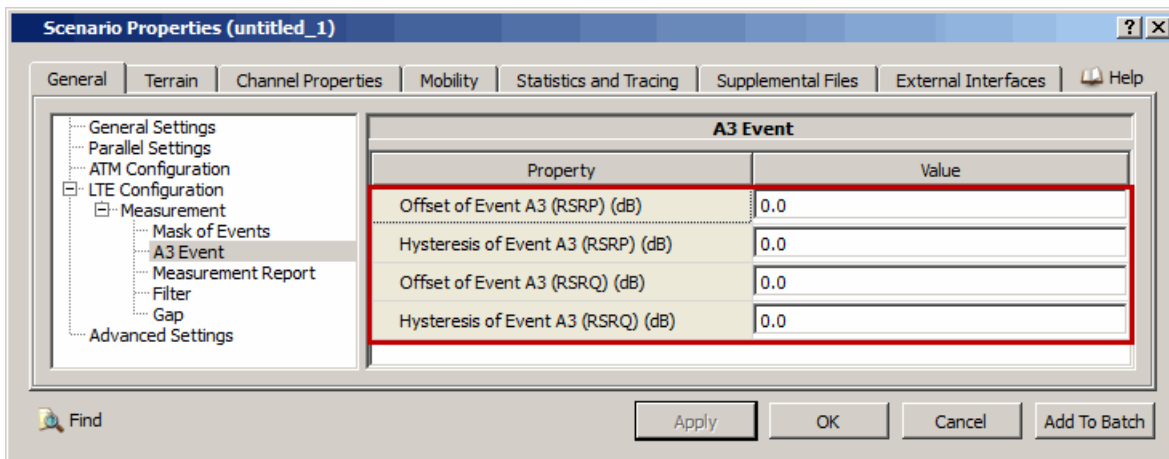 Scenario Properties (untitled_1)
General Terrain Channel Properties Mobility Statistics and Tracing Supplemental Files External Interfaces Help
General Settings
Parallel Settings
ATM Configuration
LTE Configuration
Measurement
Mask of Events
A3 Event
Measurement Report
Filter
Gap
Advanced Settings
A3 Event
Property Value
Offset of Event A3 (RSRP) (dB) 0.0
Hysteresis of Event A3 (RSRP) (dB) 0.0
Offset of Event A3 (RSRQ) (dB) 0.0
Hysteresis of Event A3 (RSRQ) (dB) 0.0
Find Apply OK Cancel Add To Batch